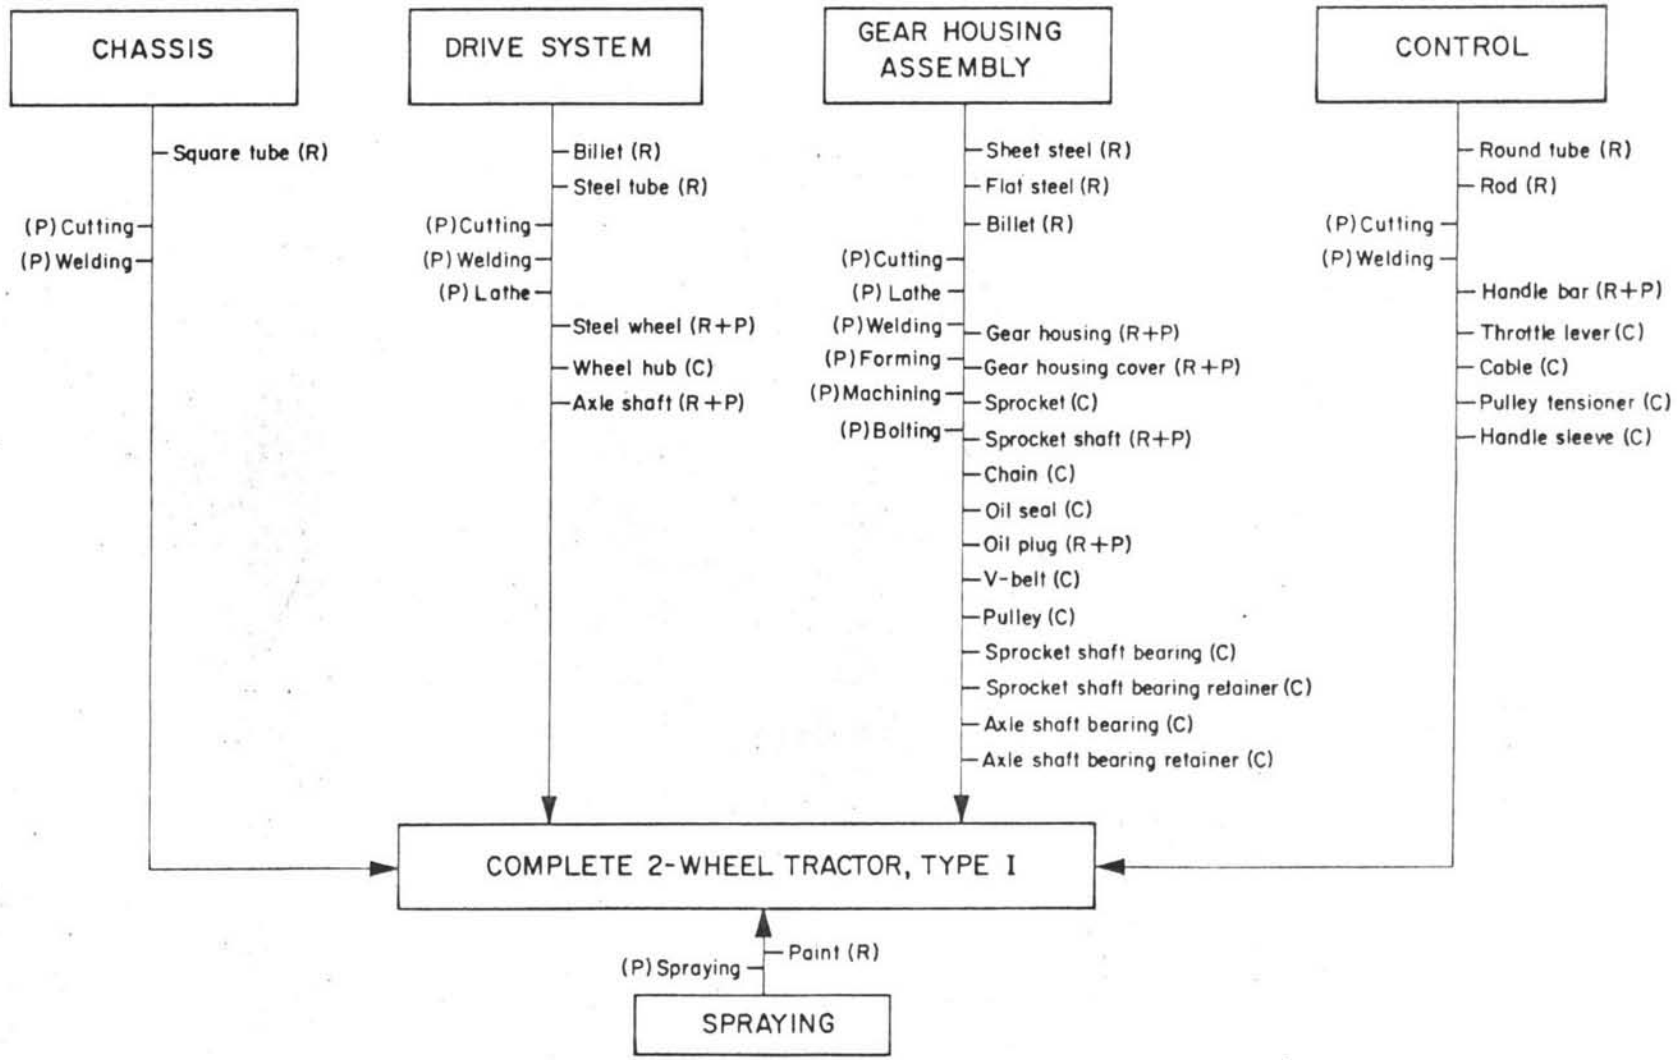 CHASSIS
Square tube (R)
(P) Cutting
(P) Welding
DRIVE SYSTEM
Billet (R)
Steel tube (R)
(P) Cutting
(P) Welding
(P) Lathe
Steel wheel (R+P)
Wheel hub (C)
Axle shaft (R+P)
GEAR HOUSING
ASSEMBLY
Sheet steel (R)
Flat steel (R)
Billet (R)
(P) Cutting
(P) Lathe
(P) Welding
Gear housing (R+P)
(P) Forming
Gear housing cover (R+P)
(P) Machining
Sprocket (C)
(P) Bolting
Sprocket shaft (R+P)
Chain (C)
Oil seal (C)
Oil plug (R+P)
V-belt (C)
Pulley (C)
Sprocket shaft bearing (C)
Sprocket shaft bearing retainer (C)
Axle shaft bearing (C)
Axle shaft bearing retainer (C)
CONTROL
Round tube (R)
Rod (R)
(P) Cutting
(P) Welding
Handle bar (R+P)
Throttle lever (C)
Cable (C)
Pulley tensioner (C)
Handle sleeve (C)
COMPLETE 2-WHEEL TRACTOR, TYPE I
Paint (R)
(P) Spraying
SPRAYING